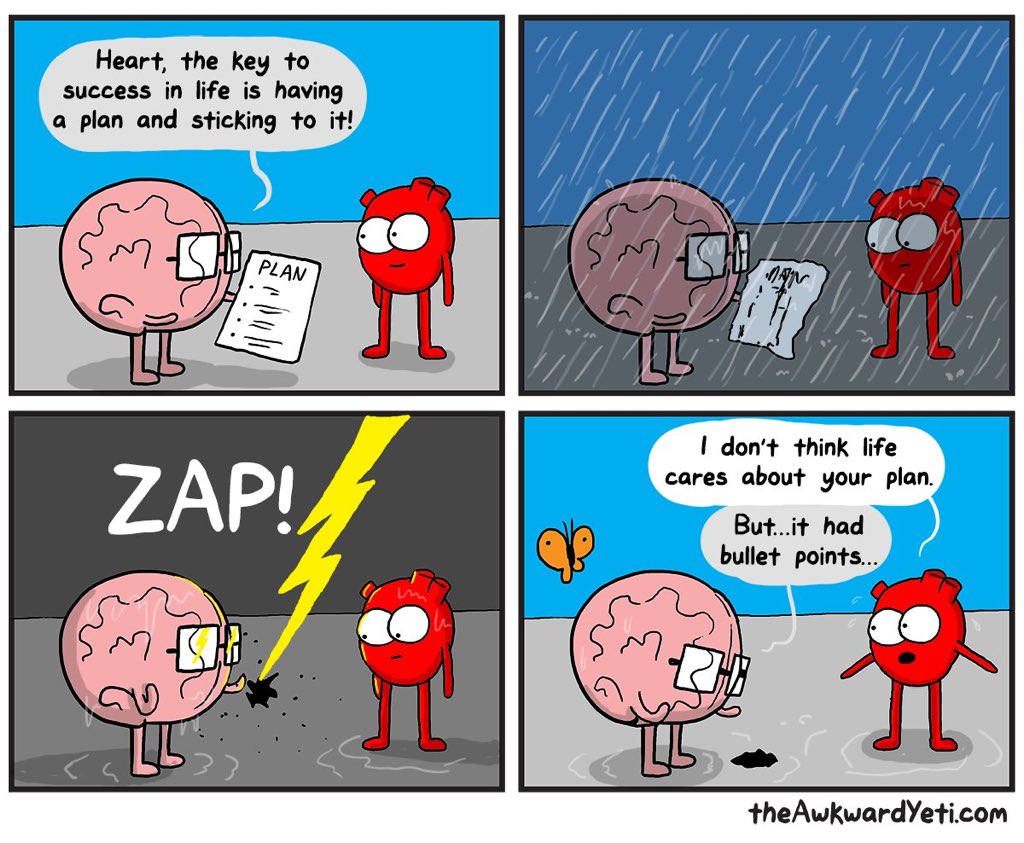 Heart, the key to
success in life is having
a plan and sticking to it!
PLAN
ZAP!
I don't think life
cares about your plan.
But...it had
bullet points...
theAwkwardYeti.com